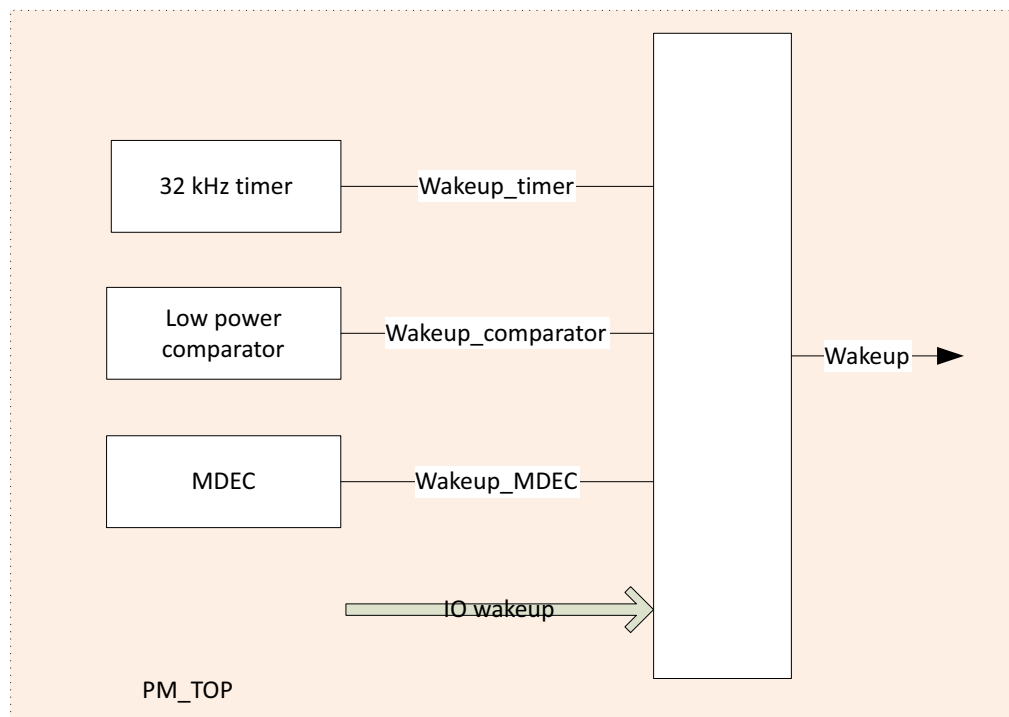 32 kHz timer
Wakeup_timer
Low power
comparator
Wakeup_comparator
Wakeup
MDEC
Wakeup_MDEC
IO wakeup
PM_TOP